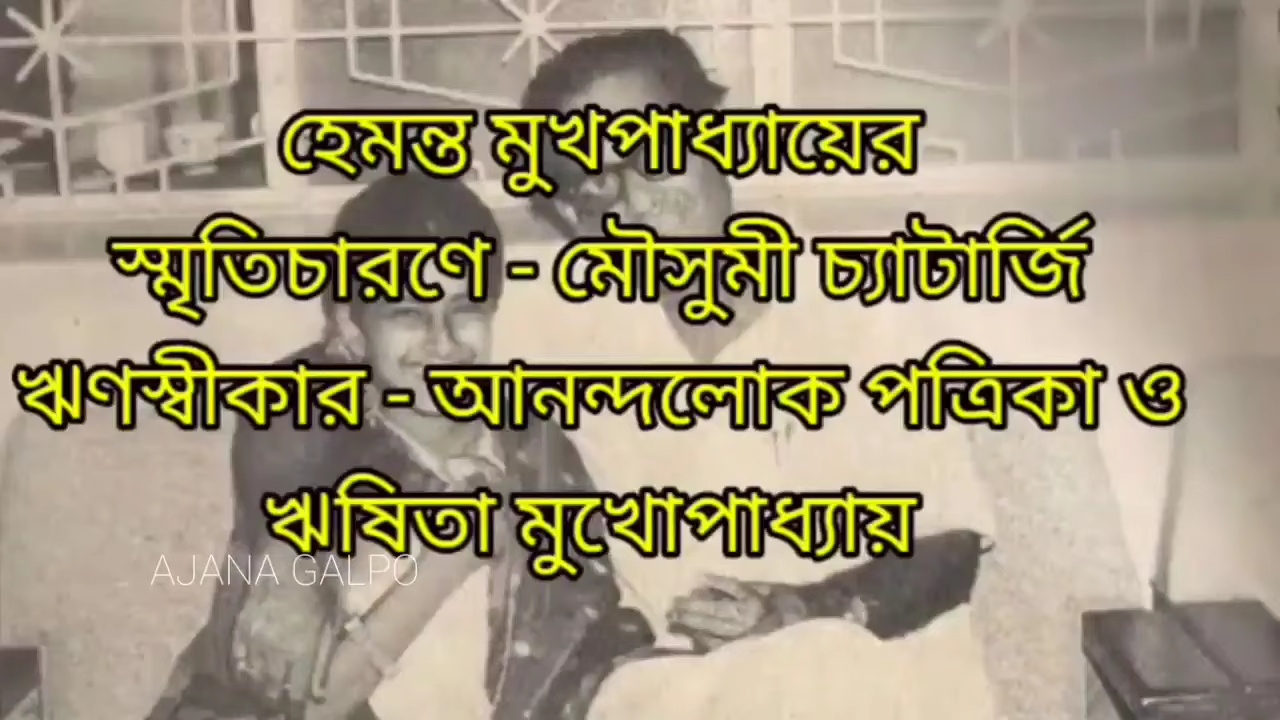 হেমন্ত মুখপাধ্যায়ের
স্মৃতিচারণে - মৌসুমী চ্যাটার্জি
ঋণস্বীকার - আনন্দলোক পত্রিকা ও
ঋষিতা মুখোপাধ্যায়
AJANA GALPO